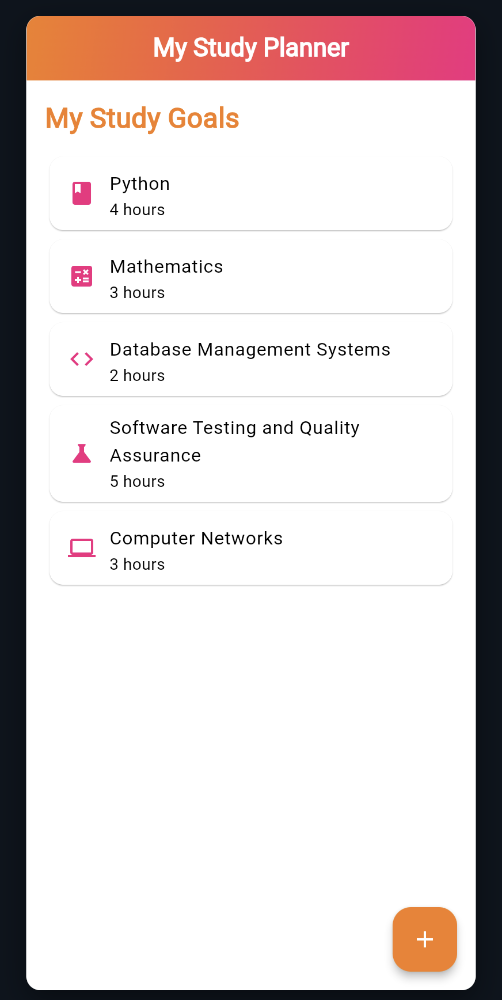 My Study Planner
My Study Goals
Python
4 hours
Mathematics
3 hours
Database Management Systems
2 hours
Software Testing and Quality
Assurance
5 hours
Computer Networks
3 hours